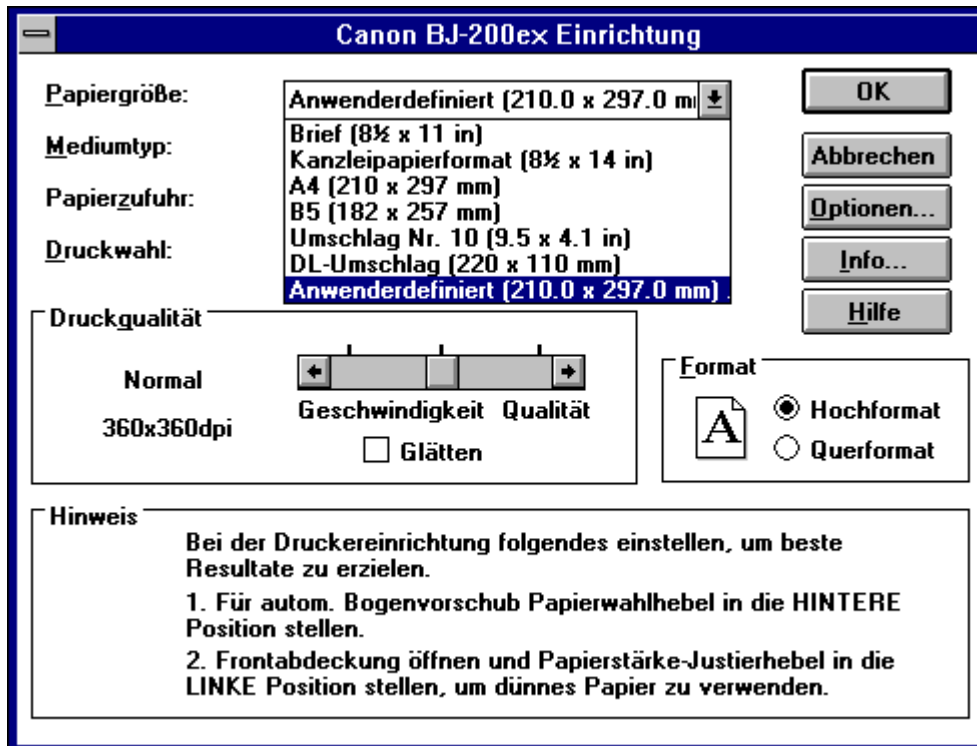 Canon BJ-200ex Einrichtung
Papiergröße:
Anwenderdefiniert (210.0 x 297.0 m
Brief (8½ x 11 in)
Kanzleipapierformat (8½ x 14 in)
A4 (210 x 297 mm)
B5 (182 x 257 mm)
Umschlag Nr. 10 (9.5 x 4.1 in)
DL-Umschlag (220 x 110 mm)
Anwenderdefiniert (210.0 x 297.0 mm) .
Mediumtyp:
Papierzufuhr:
Druckwahl:
OK
Abbrechen
Optionen...
Info...
Hilfe
Druckqualität
Normal
360x360dpi
Geschwindigkeit Qualität
Glätten
Format
A
Hochformat
Querformat
Hinweis
Bei der Druckereinrichtung folgendes einstellen, um beste
Resultate zu erzielen.
1. Für autom. Bogenvorschub Papierwahlhebel in die HINTERE
Position stellen.
2. Frontabdeckung öffnen und Papierstärke-Justierhebel in die
LINKE Position stellen, um dünnes Papier zu verwenden.